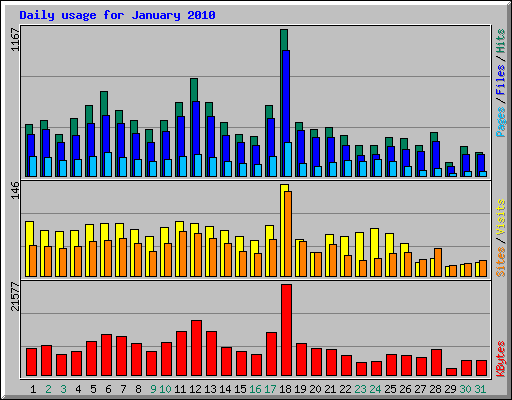 Daily usage for January 2010
1167
Pages / Files / Hits
146
Sites / Visits
21577
KBytes
1 2 3 4 5 6 7 8 9 10 11 12 13 14 15 16 17 18 19 20 21 22 23 24 25 26 27 28 29 30 31